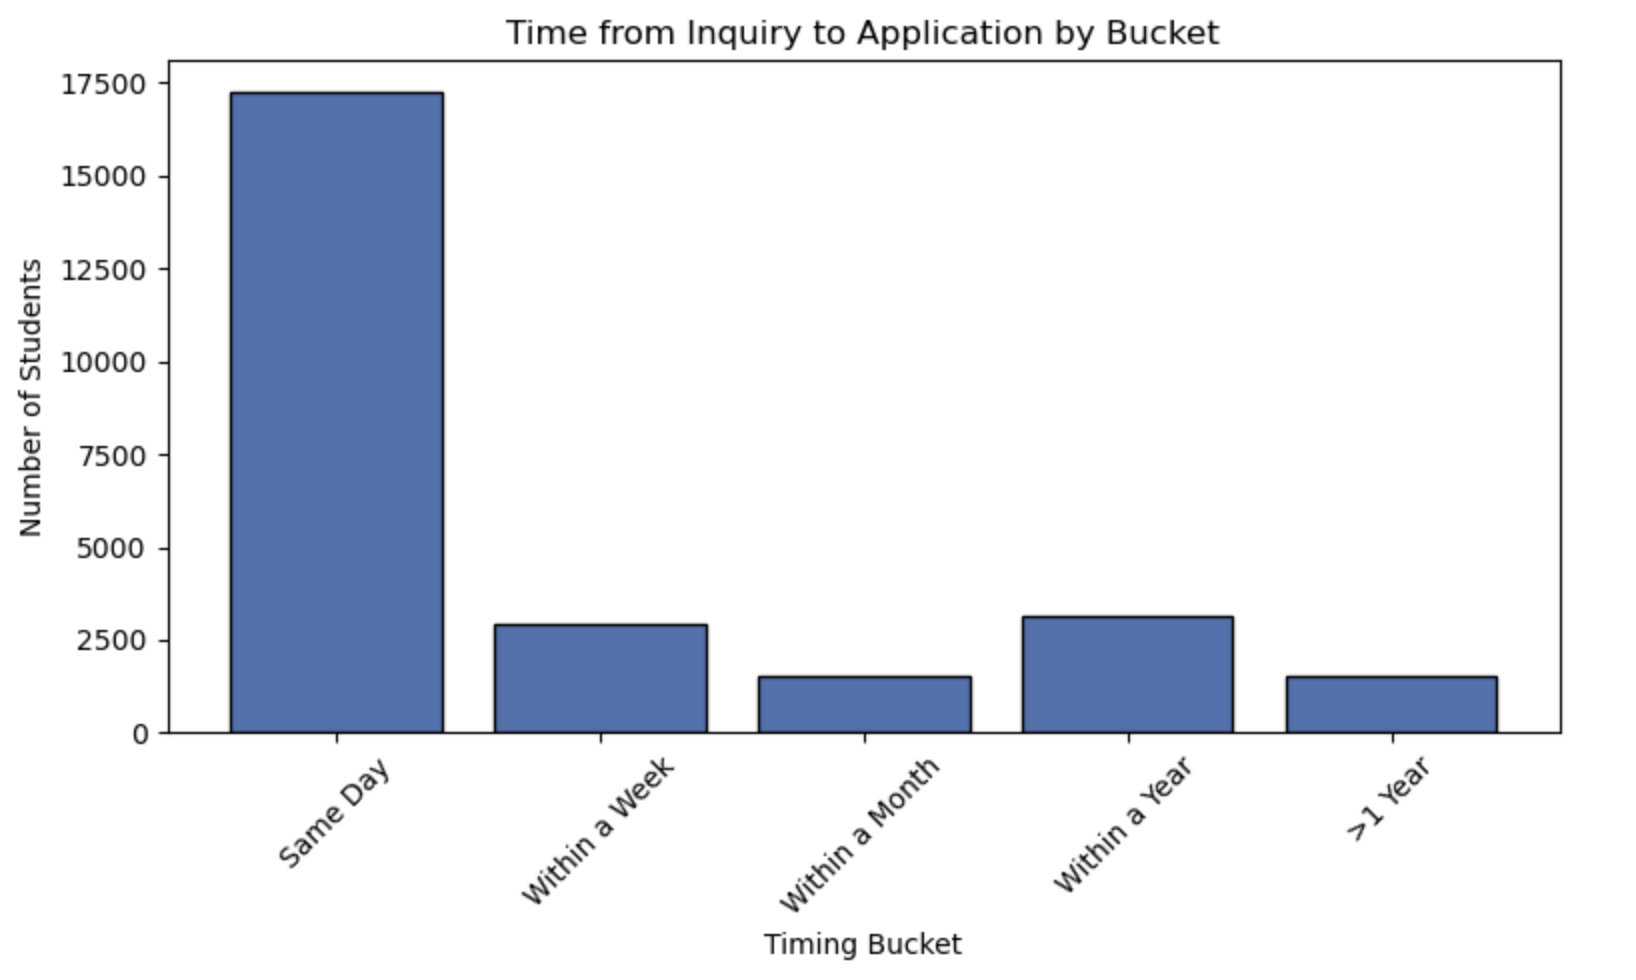 Time from Inquiry to Application by Bucket
Number of Students
17500
15000
12500
10000
7500
5000
2500
0
Same Day
Within a Week
Within a Month
Within a Year
>1 Year
Timing Bucket